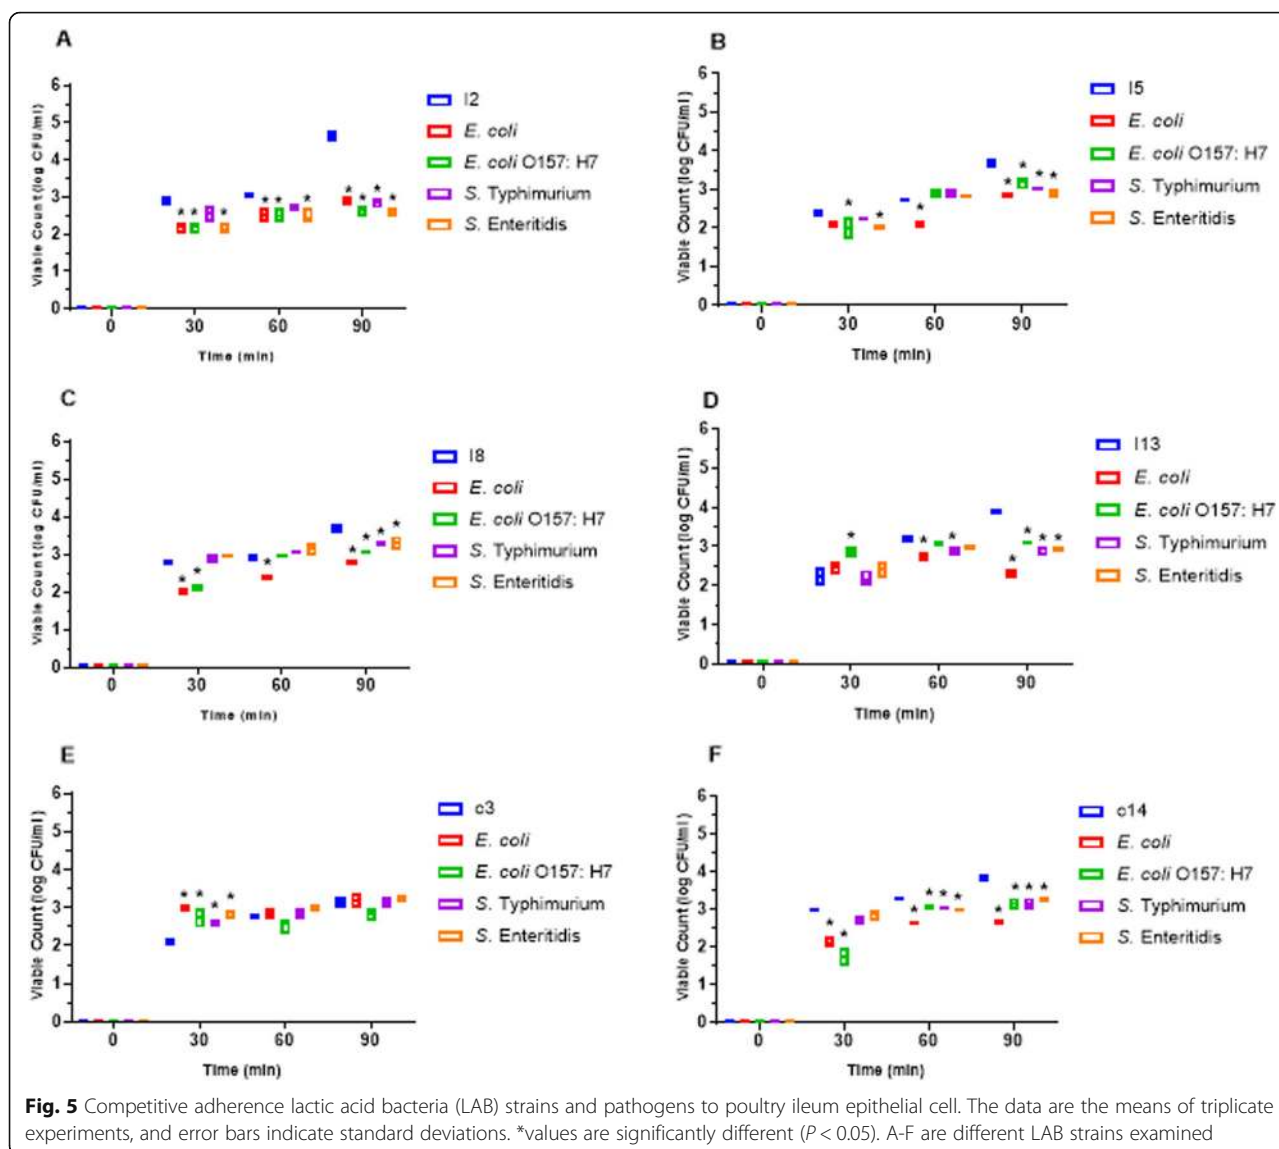 A
Viable Count (log CFU/ml)
6
5
4
3
2
1
0
0 30 60 90
Time (min)
* * * * * * * * * *
I2
E. coli
E. coli O157: H7
S. Typhimurium
S. Enteritidis
B
Viable Count (log CFU/ml)
6
5
4
3
2
1
0
0 30 60 90
Time (min)
* * * * * * *
I5
E. coli
E. coli O157: H7
S. Typhimurium
S. Enteritidis
C
Viable Count (log CFU/ml)
6
5
4
3
2
1
0
0 30 60 90
Time (min)
* * * * * * *
I8
E. coli
E. coli O157: H7
S. Typhimurium
S. Enteritidis
D
Viable Count (log CFU/ml)
6
5
4
3
2
1
0
0 30 60 90
Time (min)
* * * * * * *
I13
E. coli
E. coli O157: H7
S. Typhimurium
S. Enteritidis
E
Viable Count (log CFU/ml)
6
5
4
3
2
1
0
0 30 60 90
Time (min)
* * * *
c3
E. coli
E. coli O157: H7
S. Typhimurium
S. Enteritidis
F
Viable Count (log CFU/ml)
6
5
4
3
2
1
0
0 30 60 90
Time (min)
* * * * * * * * * *
c14
E. coli
E. coli O157: H7
S. Typhimurium
S. Enteritidis
Fig. 5 Competitive adherence lactic acid bacteria (LAB) strains and pathogens to poultry ileum epithelial cell. The data are the means of triplicate
experiments, and error bars indicate standard deviations. *values are significantly different (P < 0.05). A-F are different LAB strains examined